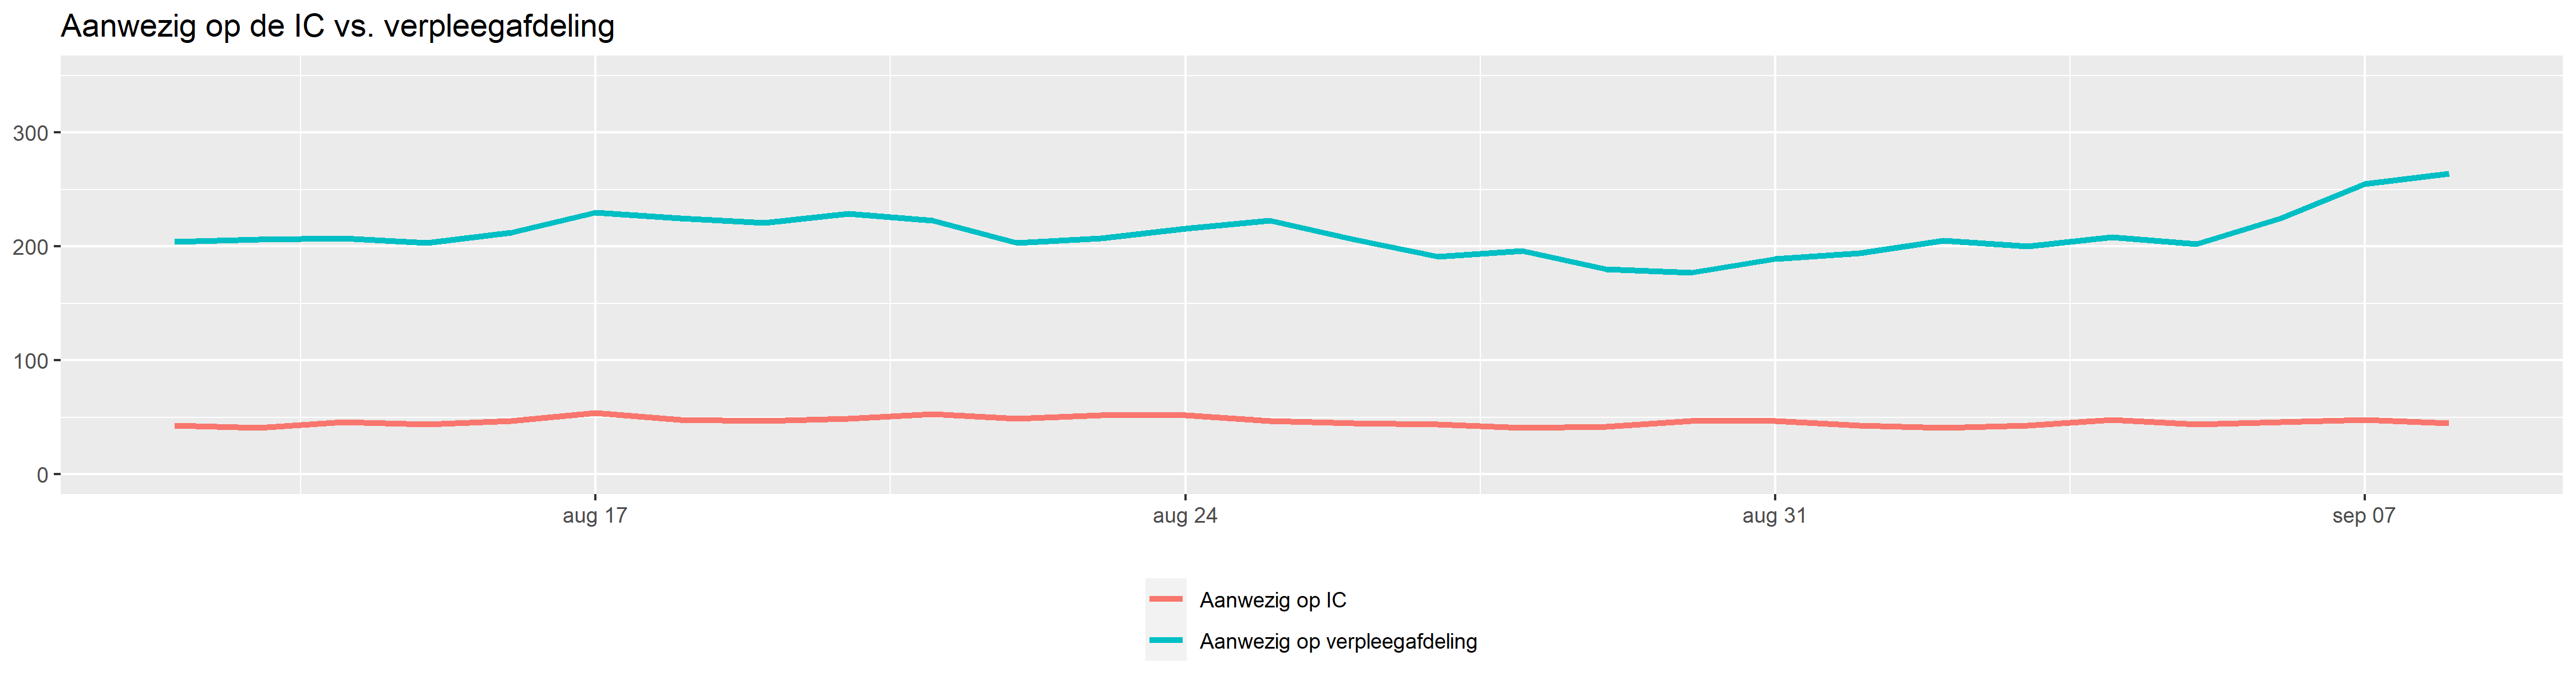 Aanwezig op de IC vs. verpleegafdeling
300
200
100
0
aug 17 aug 24 aug 31 sep 07
Aanwezig op IC
Aanwezig op verpleegafdeling